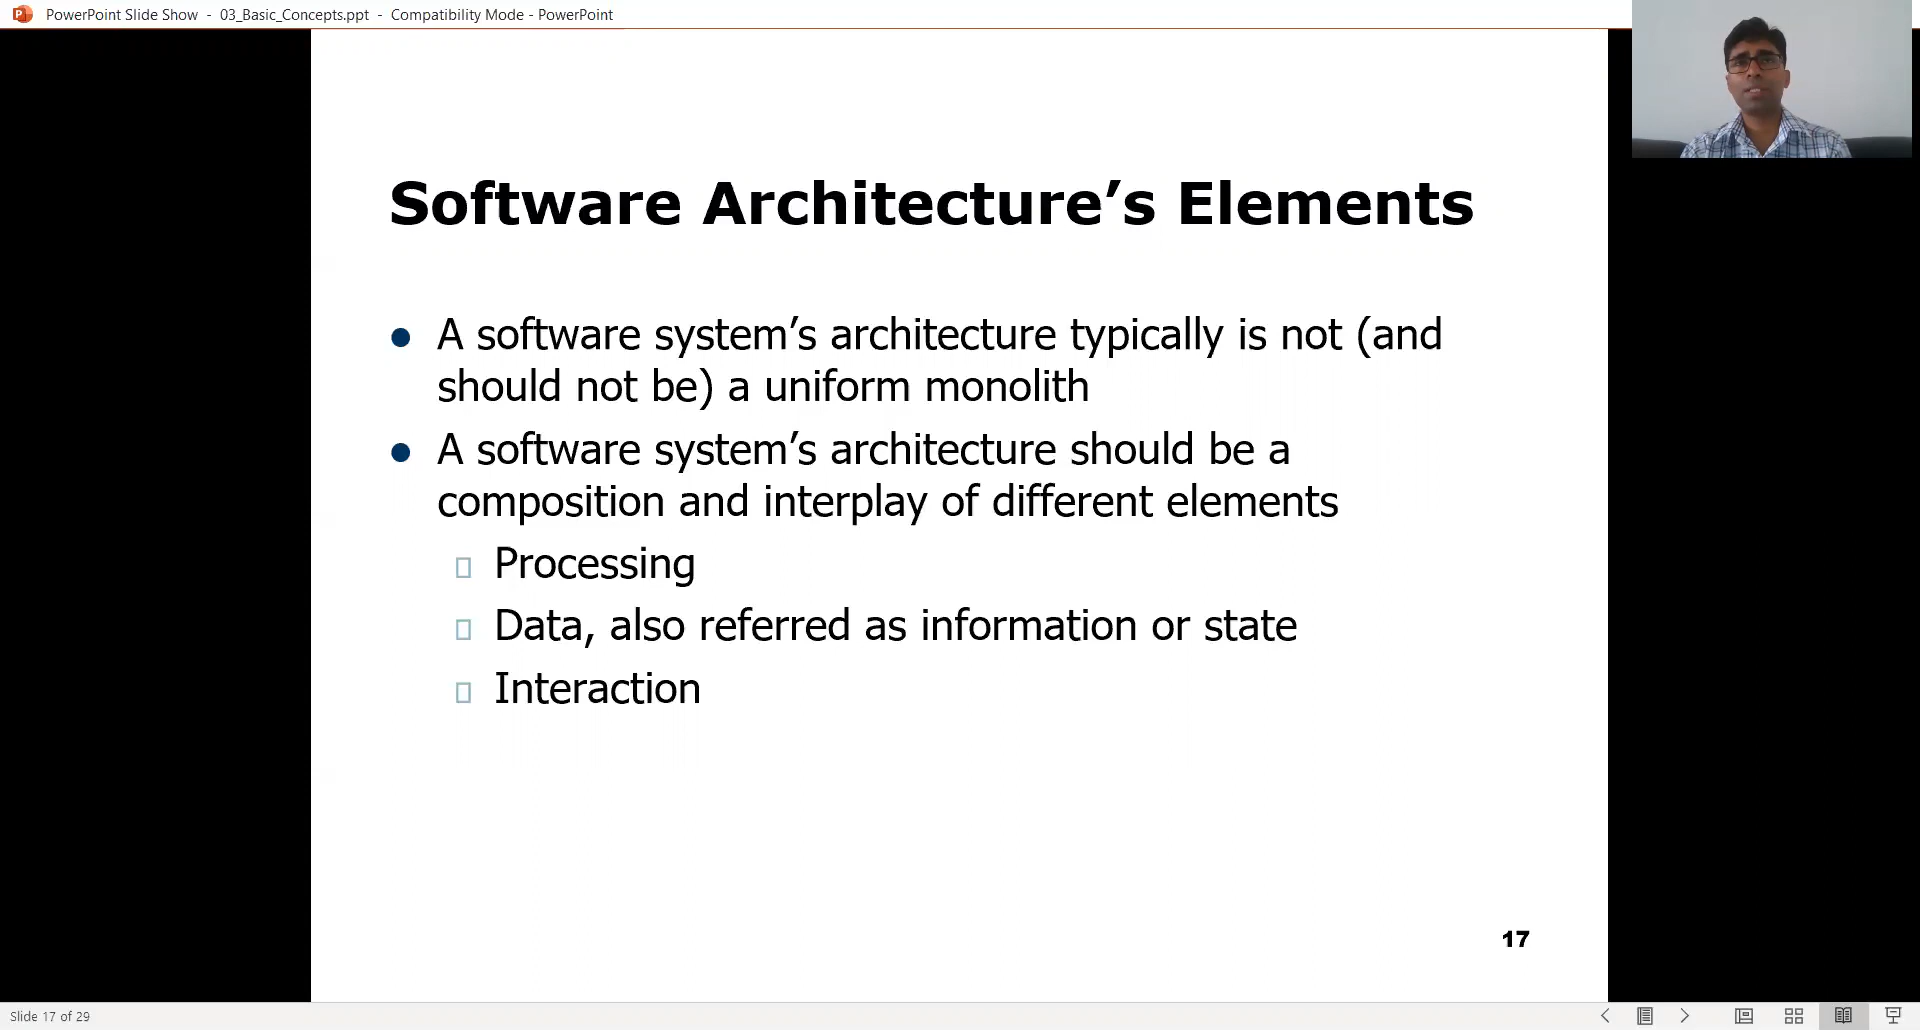 PowerPoint Slide Show - 03_Basic_Concepts.ppt - Compatibility Mode - PowerPoint
Software Architecture’s Elements
● A software system’s architecture typically is not (and
should not be) a uniform monolith
● A software system’s architecture should be a
composition and interplay of different elements
Processing
Data, also referred as information or state
Interaction
17
Slide 17 of 29